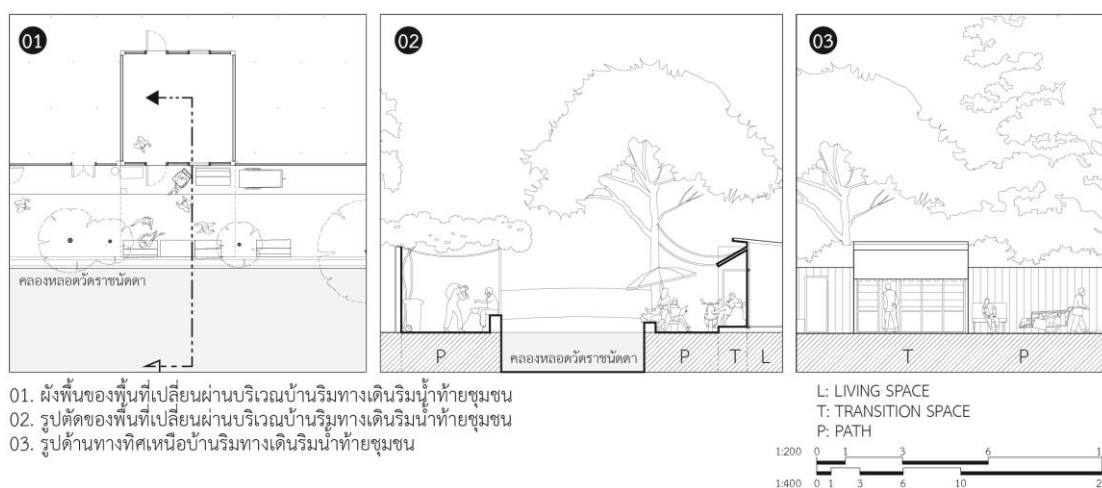 01
02
03
คลองหลอดวัดราชนัดดา
P
คลองหลอดวัดราชนัดดา
P
T
L
T
P
01. ผังพื้นของพื้นที่เปลี่ยนผ่านบริเวณบ้านริมทางเดินริมน้ำท้ายชุมชน
02. รูปตัดของพื้นที่เปลี่ยนผ่านบริเวณบ้านริมทางเดินริมน้ำท้ายชุมชน
03. รูปด้านทางทิศเหนือบ้านริมทางเดินริมน้ำท้ายชุมชน
L: LIVING SPACE
T: TRANSITION SPACE
P: PATH
1:200 0 1 3 6
1:400 0 1 3 6 10